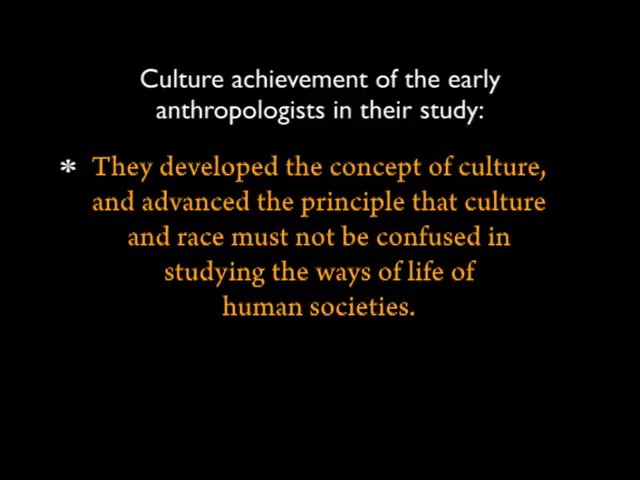 Culture achievement of the early
anthropologists in their study:
* They developed the concept of culture,
and advanced the principle that culture
and race must not be confused in
studying the ways of life of
human societies.